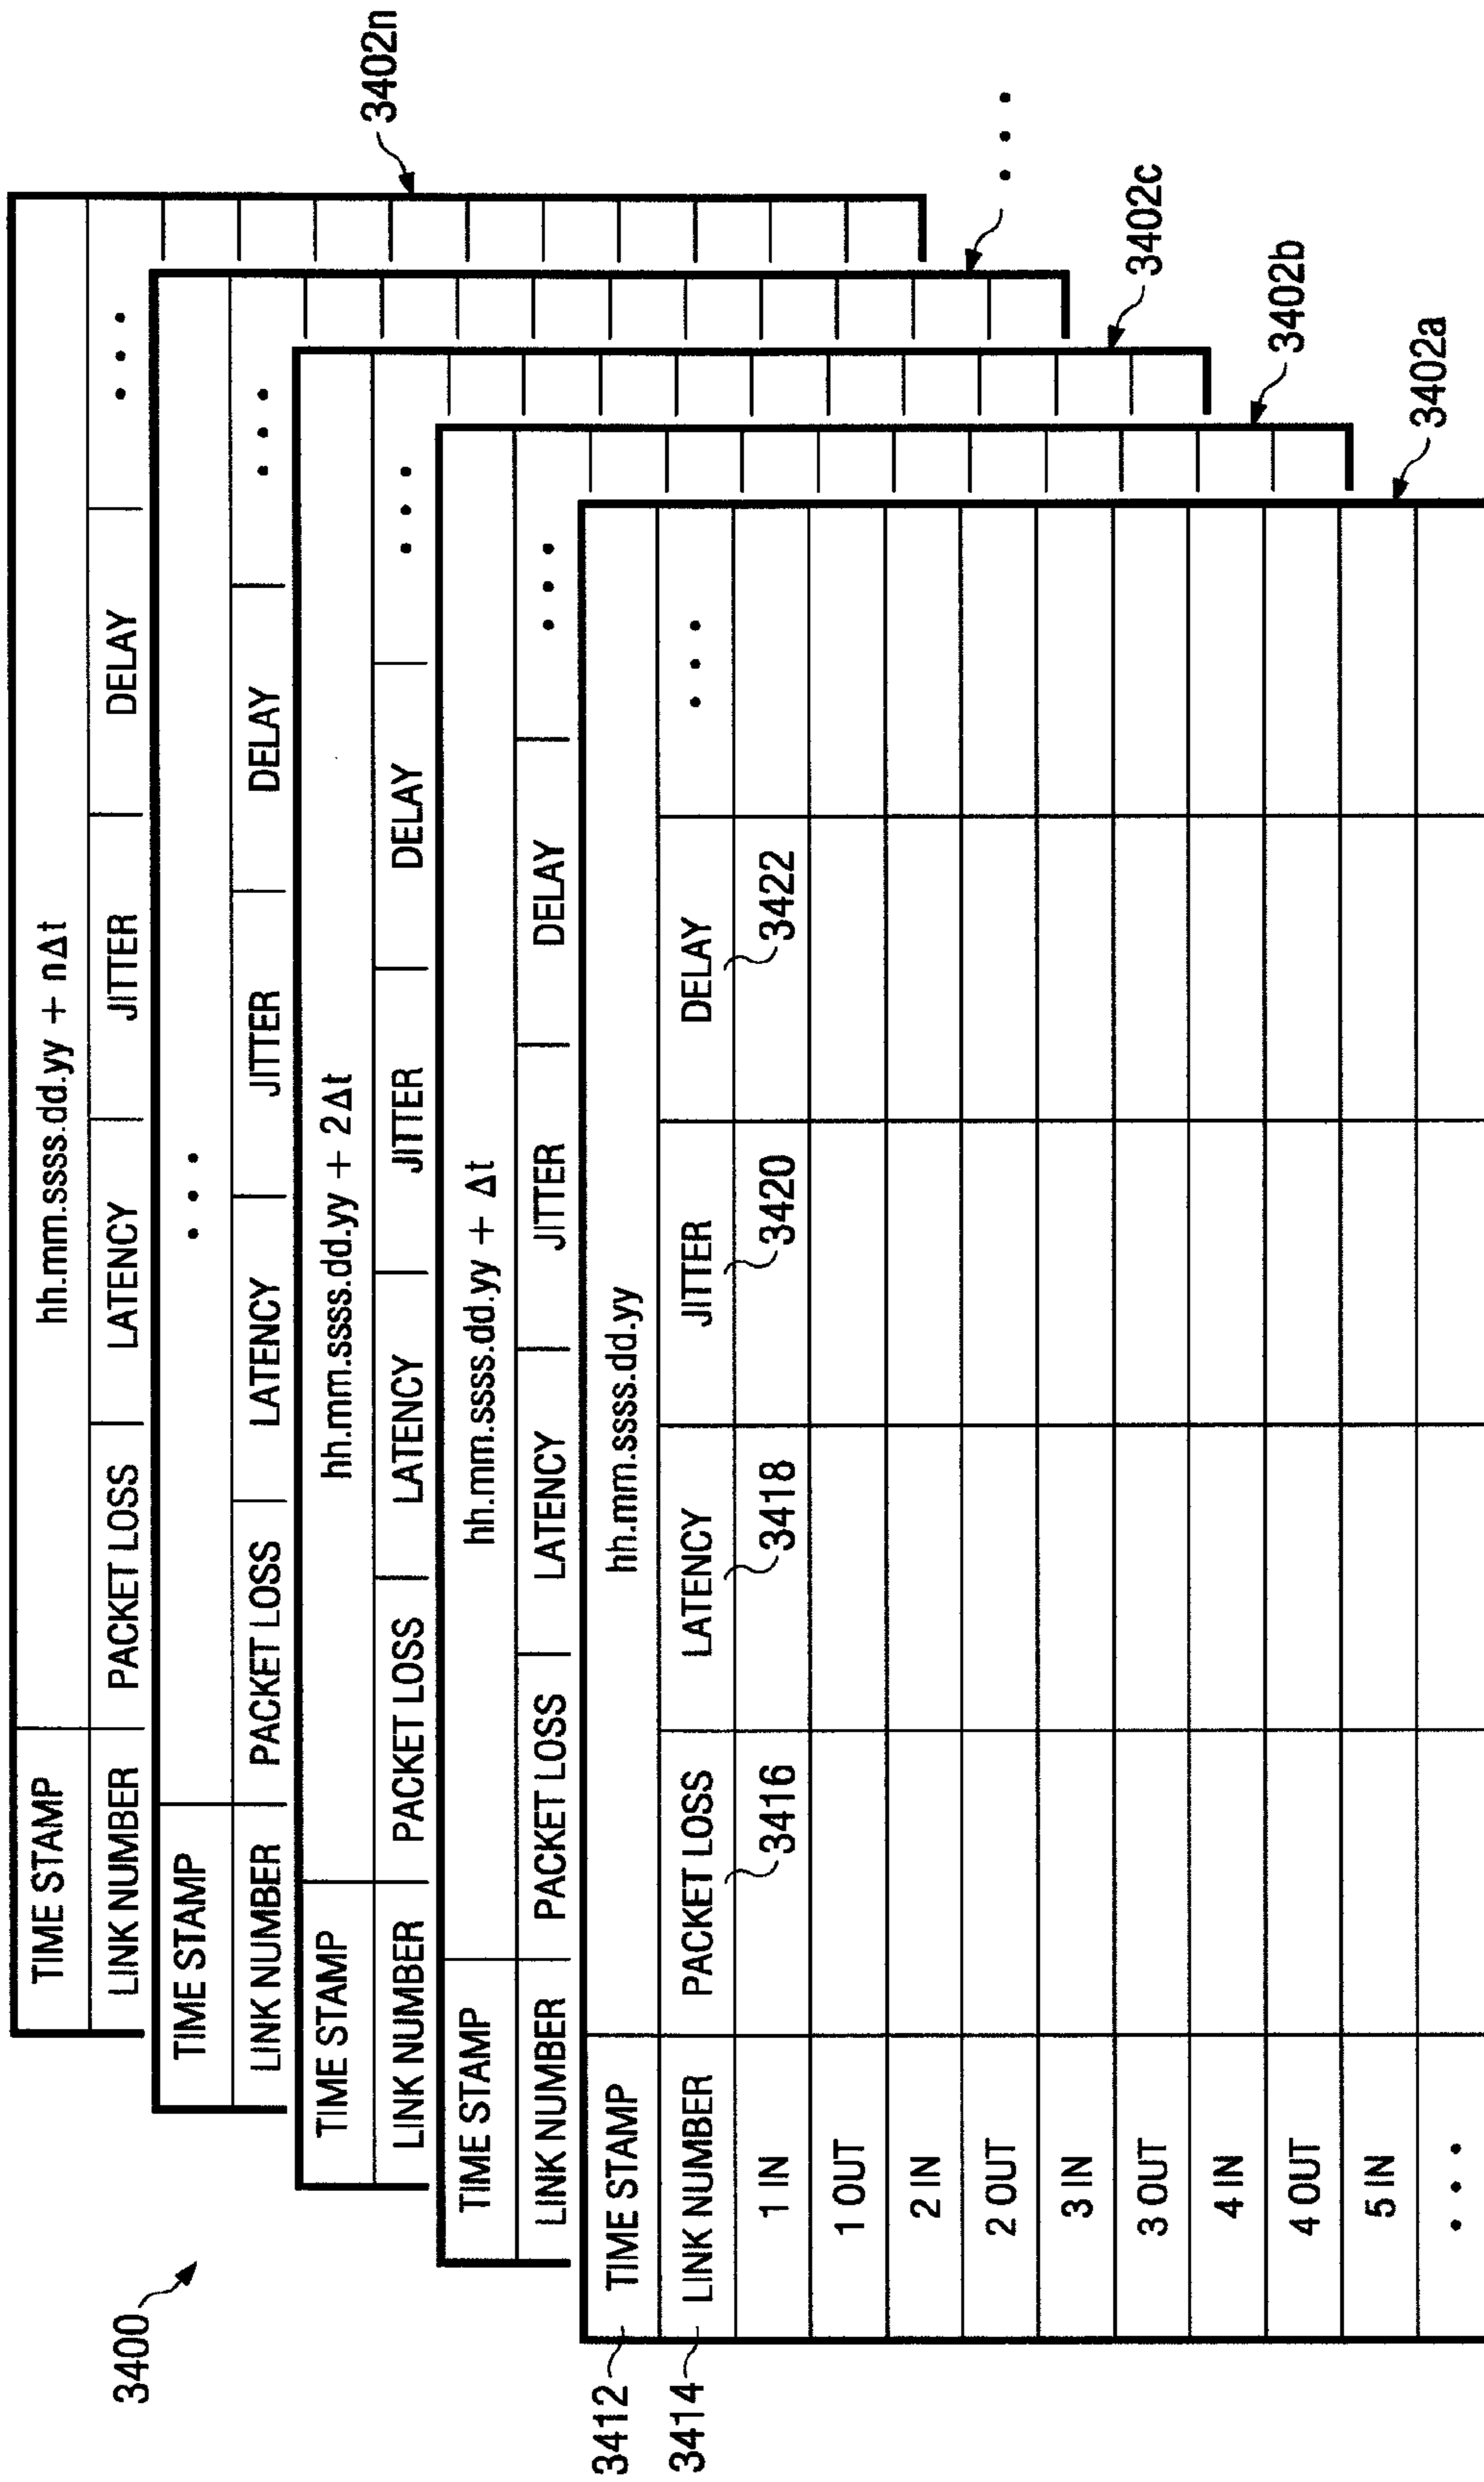 3400
TIME STAMP hh.mm.ssss.dd.yy + nΔt
LINK NUMBER PACKET LOSS LATENCY JITTER DELAY • • •
3402n
TIME STAMP • • •
LINK NUMBER PACKET LOSS LATENCY JITTER DELAY • • •
• • •
TIME STAMP hh.mm.ssss.dd.yy + 2Δt
LINK NUMBER PACKET LOSS LATENCY JITTER DELAY • • •
3402c
TIME STAMP hh.mm.ssss.dd.yy + Δt
LINK NUMBER PACKET LOSS LATENCY JITTER DELAY • • •
3402b
3412 TIME STAMP hh.mm.ssss.dd.yy
3414 LINK NUMBER PACKET LOSS LATENCY JITTER DELAY • • •
1 IN 3416 3418 3420 3422
1 OUT
2 IN
2 OUT
3 IN
3 OUT
4 IN
4 OUT
5 IN
3402a
• • •